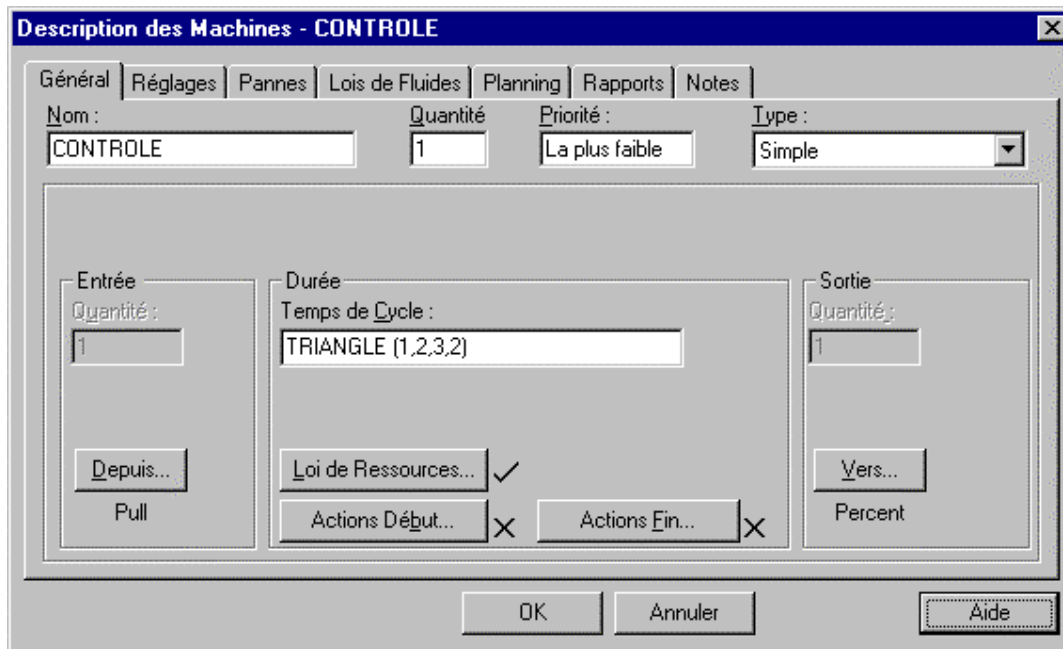 Description des Machines - CONTROLE
Général Réglages Pannes Lois de Fluides Planning Rapports Notes
Nom : Quantité Priorité : Type :
CONTROLE 1 La plus faible Simple
Entrée Durée Sortie
Quantité : Temps de Cycle : Quantité :
1 TRIANGLE (1,2,3,2) 1
Depuis... Loi de Ressources... Vers...
Pull Actions Début... Actions Fin... Percent
OK Annuler Aide